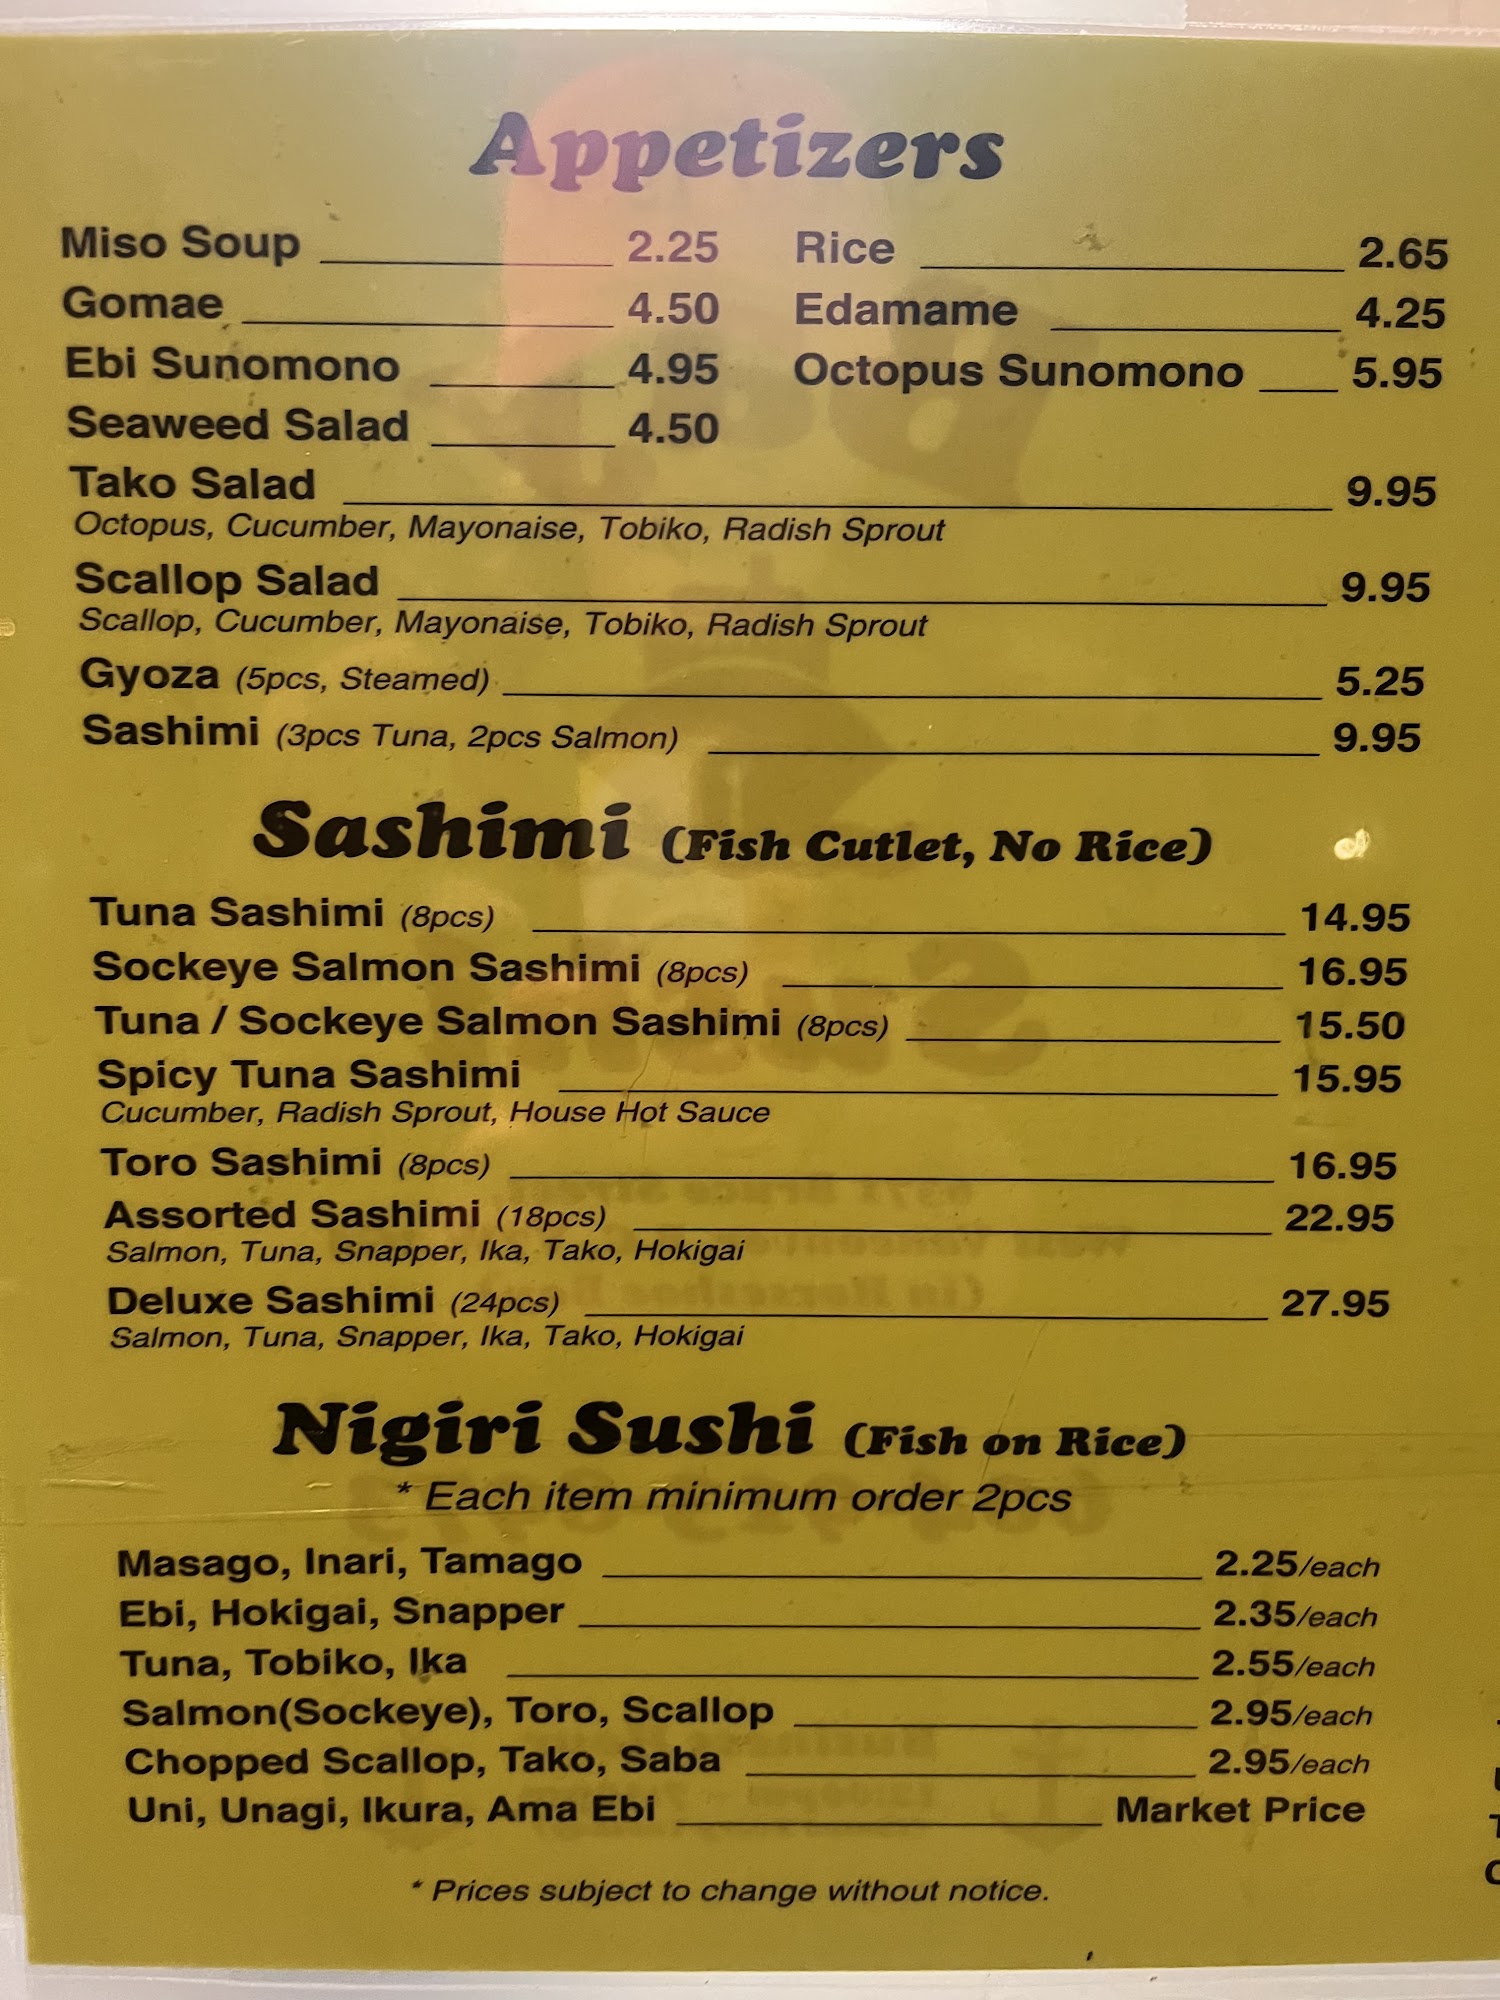 Appetizers
Miso Soup 2.25 Rice 2.65
Gomae 4.50 Edamame 4.25
Ebi Sunomono 4.95 Octopus Sunomono 5.95
Seaweed Salad 4.50
Tako Salad 9.95
Octopus, Cucumber, Mayonaise, Tobiko, Radish Sprout
Scallop Salad 9.95
Scallop, Cucumber, Mayonaise, Tobiko, Radish Sprout
Gyoza (5pcs, Steamed) 5.25
Sashimi (3pcs Tuna, 2pcs Salmon) 9.95
Sashimi (Fish Cutlet, No Rice)
Tuna Sashimi (8pcs) 14.95
Sockeye Salmon Sashimi (8pcs) 16.95
Tuna / Sockeye Salmon Sashimi (8pcs) 15.50
Spicy Tuna Sashimi 15.95
Cucumber, Radish Sprout, House Hot Sauce
Toro Sashimi (8pcs) 16.95
Assorted Sashimi (18pcs) 22.95
Salmon, Tuna, Snapper, Ika, Tako, Hokigai
Deluxe Sashimi (24pcs) 27.95
Salmon, Tuna, Snapper, Ika, Tako, Hokigai
Nigiri Sushi (Fish on Rice)
* Each item minimum order 2pcs
Masago, Inari, Tamago 2.25/each
Ebi, Hokigai, Snapper 2.35/each
Tuna, Tobiko, Ika 2.55/each
Salmon(Sockeye), Toro, Scallop 2.95/each
Chopped Scallop, Tako, Saba 2.95/each
Uni, Unagi, Ikura, Ama Ebi Market Price
* Prices subject to change without notice.